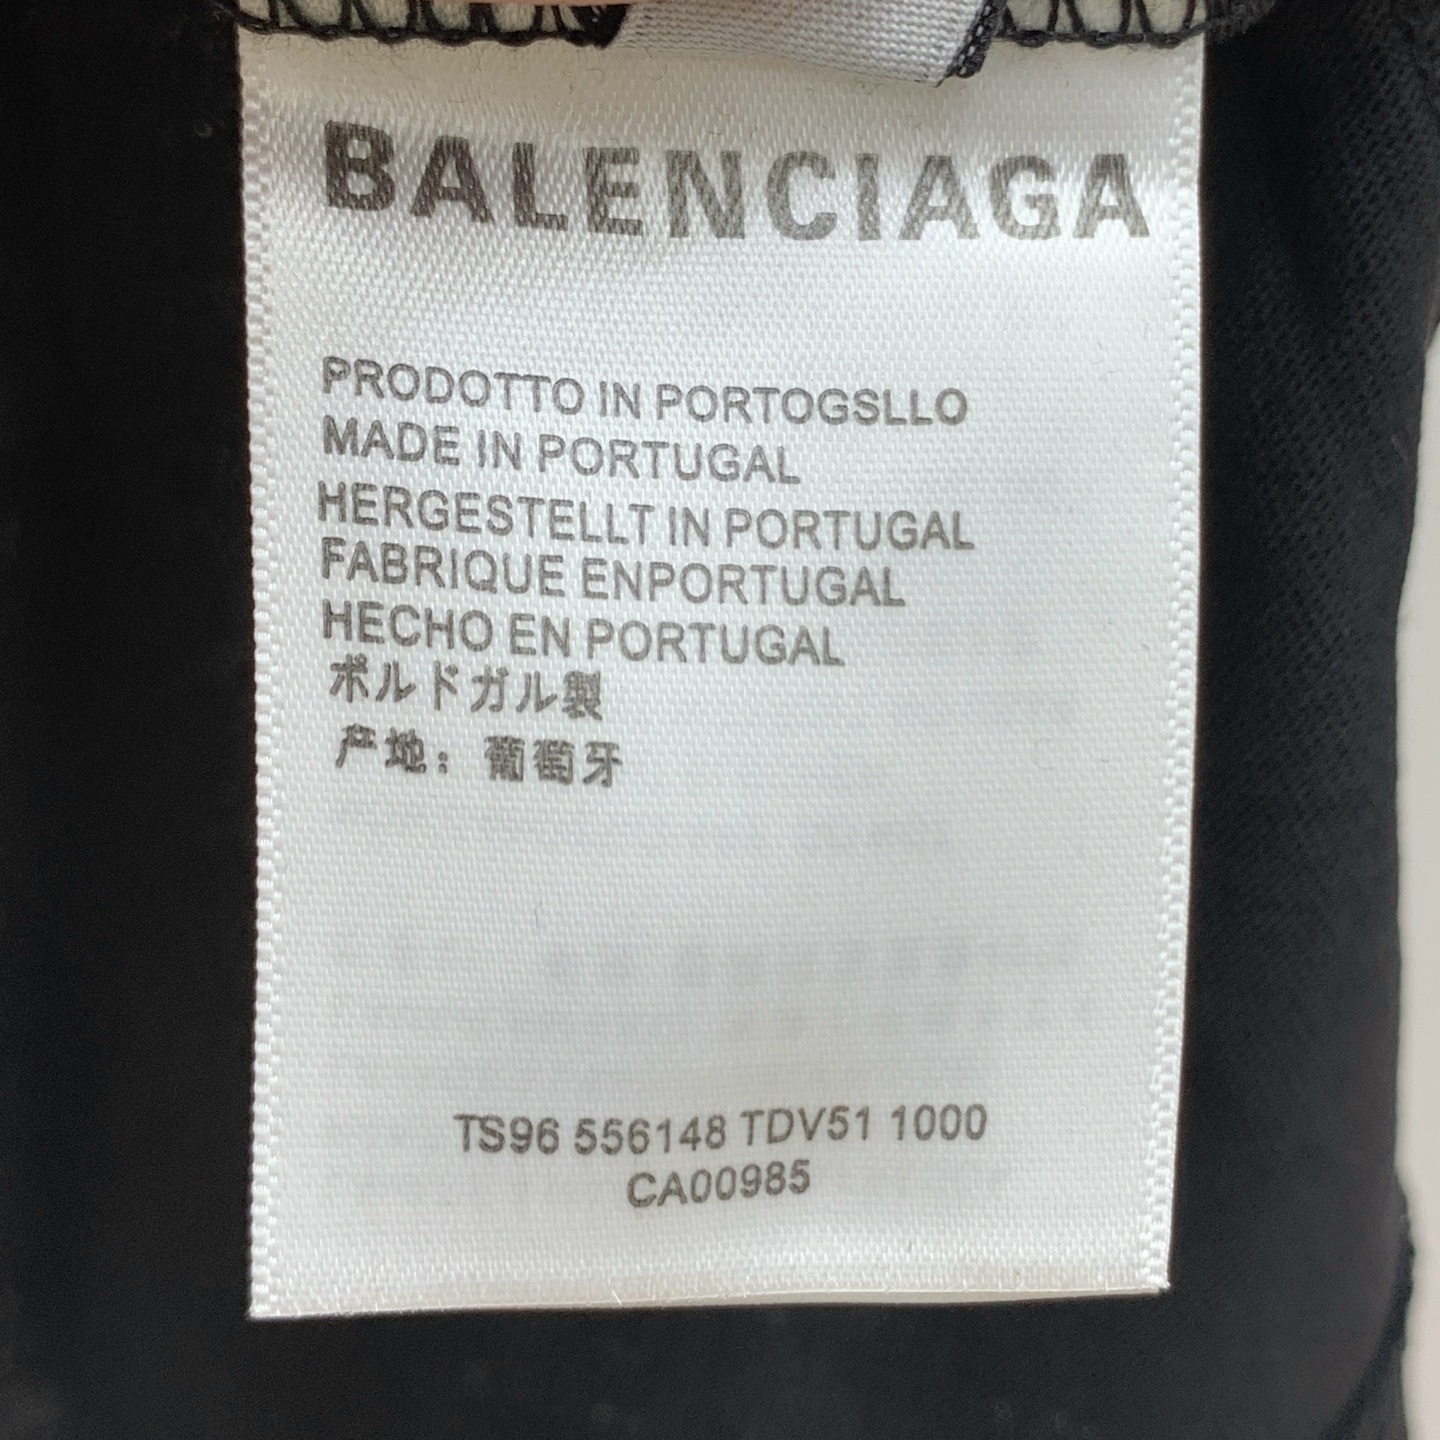 BALENCIAGA
PRODOTTO IN PORTOGSLLO
MADE IN PORTUGAL
HERGESTELLT IN PORTUGAL
FABRIQUE ENPORTUGAL
HECHO EN PORTUGAL
ポルドガル製
产地：葡萄牙
TS96 556148 TDV51 1000
CA00985